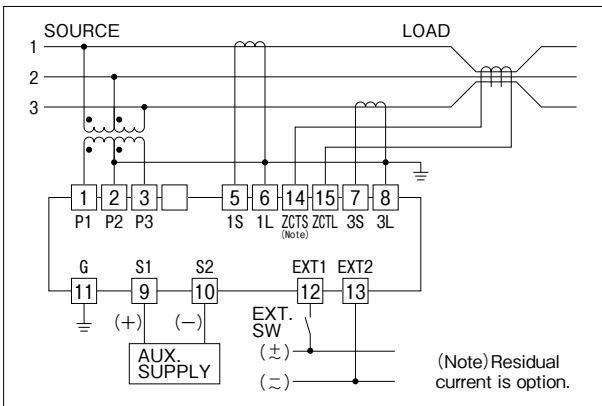 SOURCE LOAD
1
2
3
1 2 3 5 6 14 15 7 8
P1 P2 P3 1S 1L ZCTS ZCTL 3S 3L
(Note)
G S1 S2 EXT1 EXT2
11 9 10 12 13
(+) (−) EXT.
SW
AUX.
SUPPLY
(±~)
(−~)
(Note) Residual
current is option.